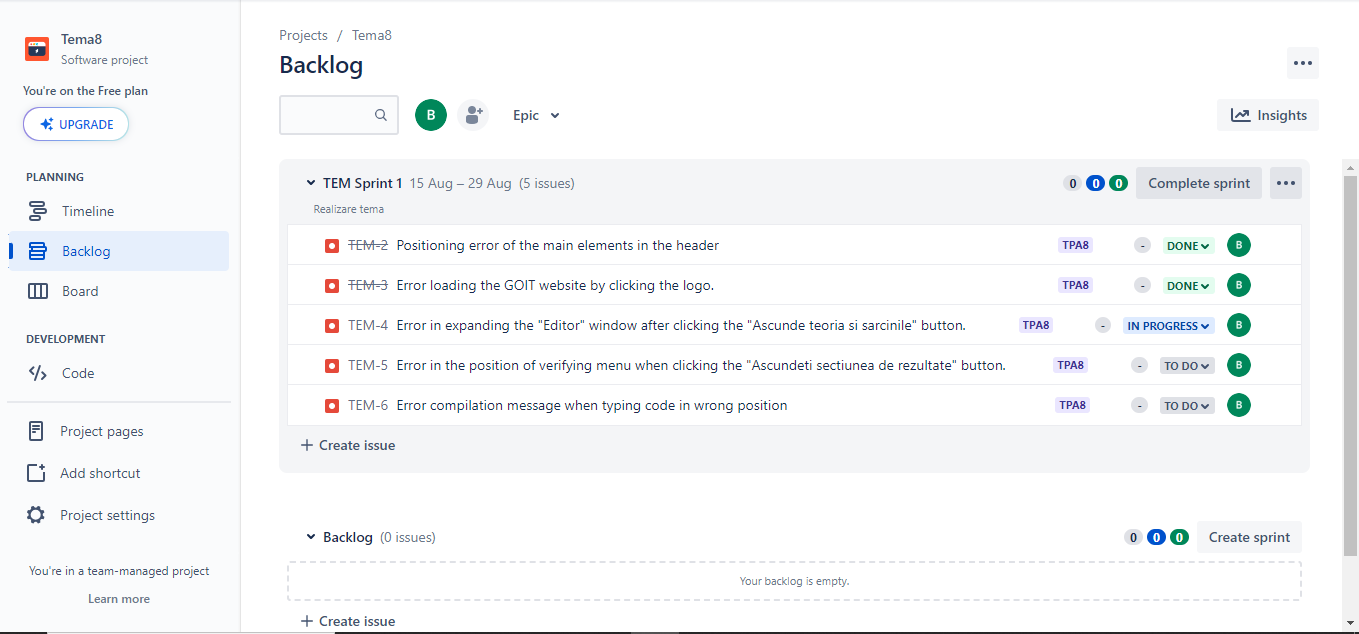 Tema8
Software project
You're on the Free plan
UPGRADE
PLANNING
Timeline
Backlog
Board
DEVELOPMENT
Code
Project pages
Add shortcut
Project settings
You're in a team-managed project
Learn more
Projects / Tema8
Backlog
B Epic Insights
TEM Sprint 1 15 Aug – 29 Aug (5 issues) 0 0 0 Complete sprint
Realizare tema
TEM-2 Positioning error of the main elements in the header TPA8 - DONE B
TEM-3 Error loading the GOIT website by clicking the logo. TPA8 - DONE B
TEM-4 Error in expanding the "Editor" window after clicking the "Ascunde teoria si sarcinile" button. TPA8 - IN PROGRESS B
TEM-5 Error in the position of verifying menu when clicking the "Ascundeti sectiunea de rezultate" button. TPA8 - TO DO B
TEM-6 Error compilation message when typing code in wrong position TPA8 - TO DO B
+ Create issue
Backlog (0 issues) 0 0 0 Create sprint
Your backlog is empty.
+ Create issue